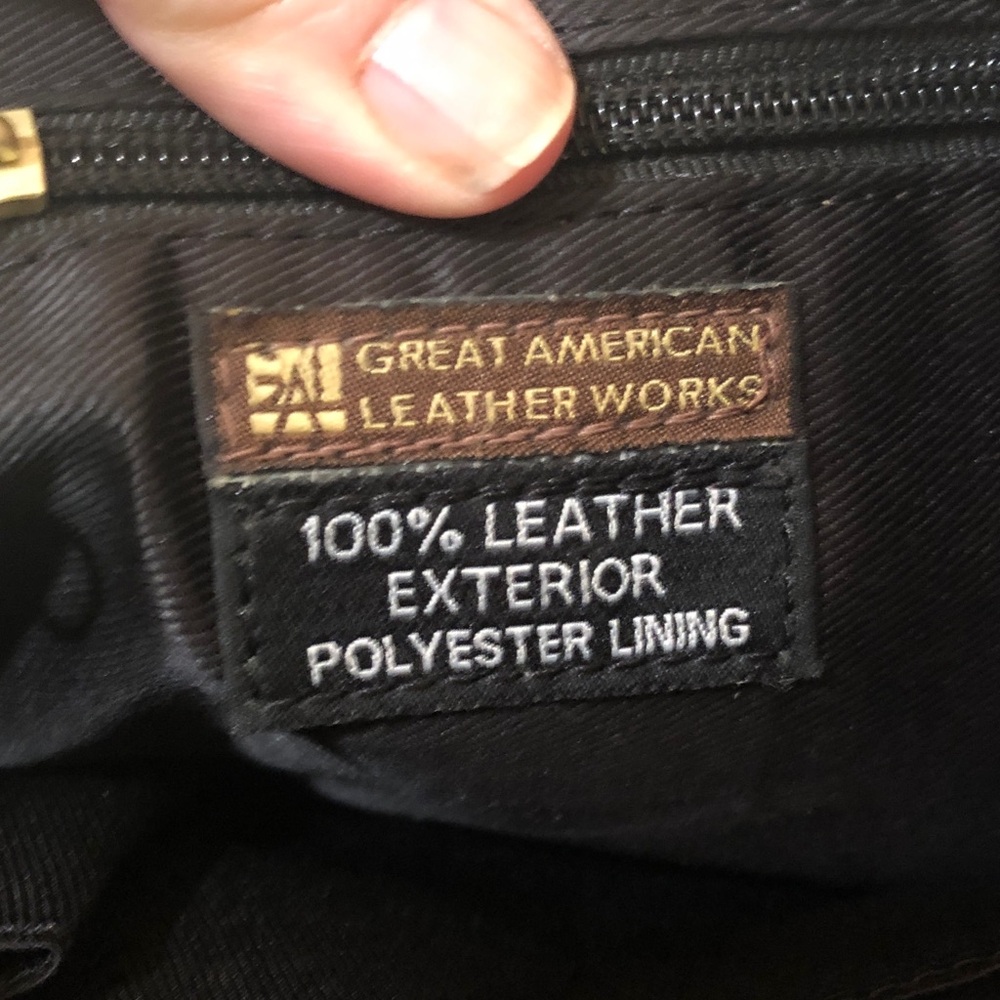 GREAT AMERICAN
LEATHER WORKS
100% LEATHER
EXTERIOR
POLYESTER LINING